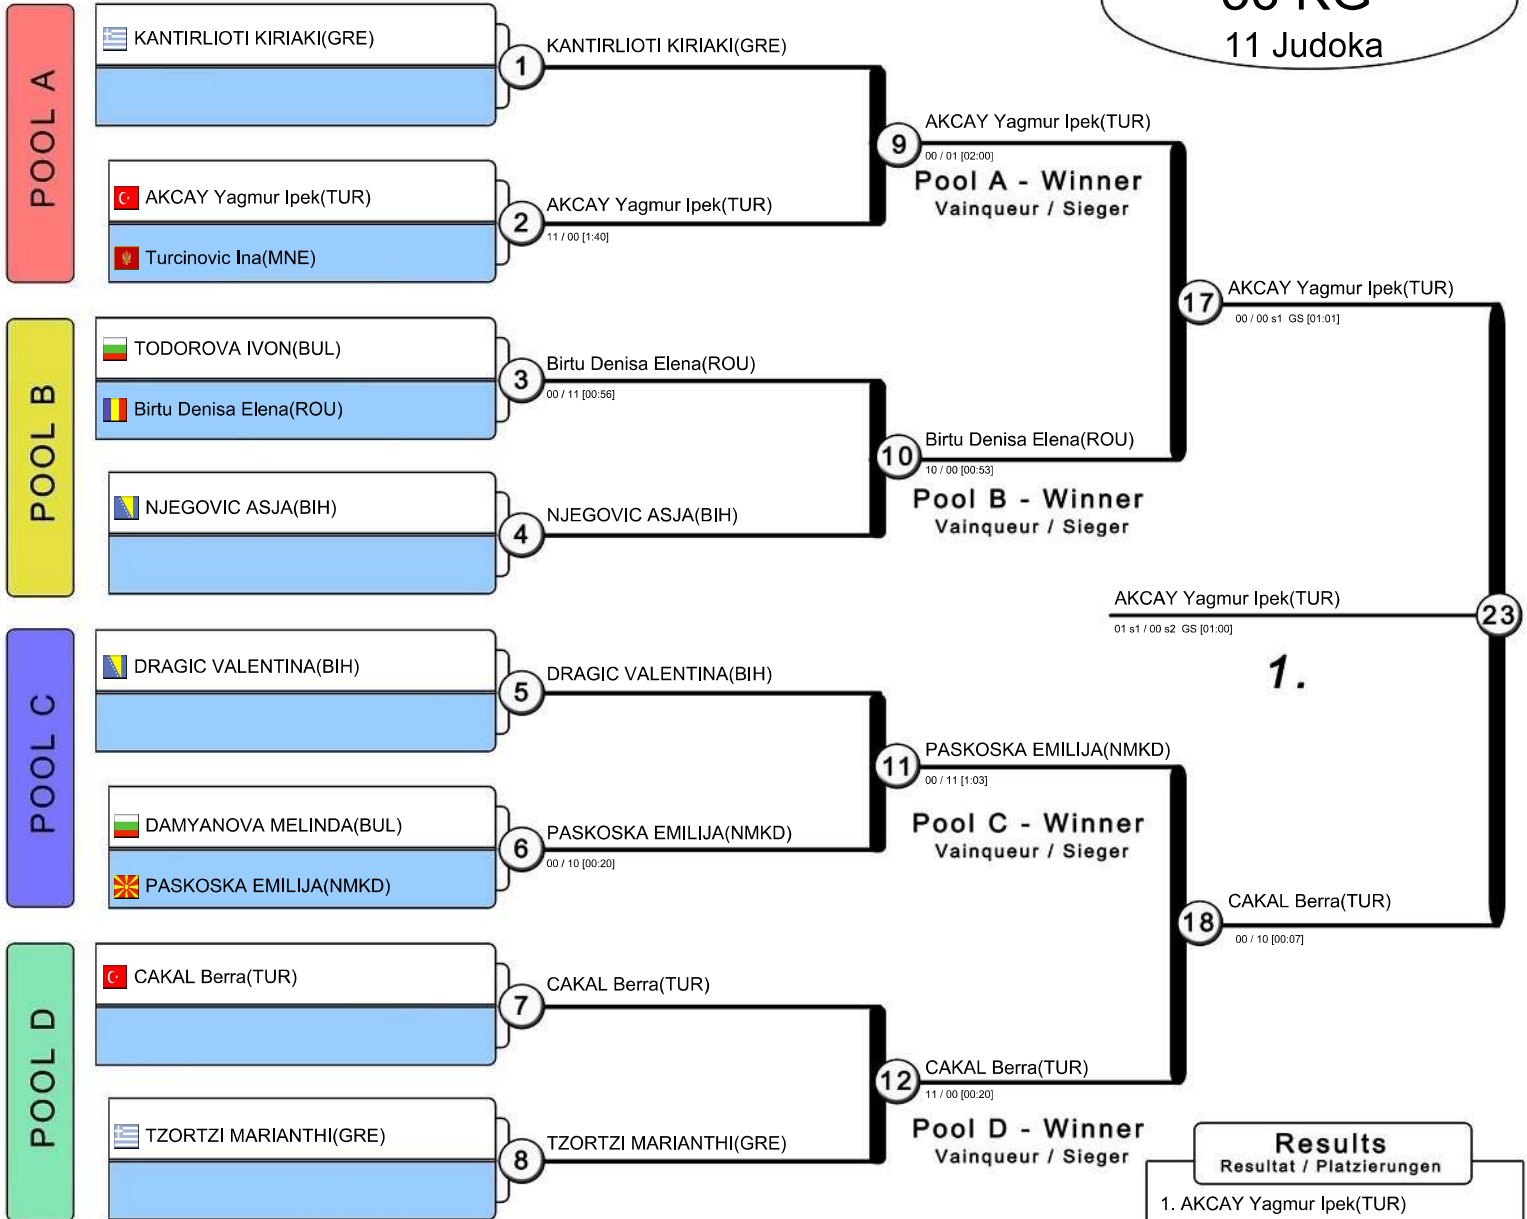 11 Judoka
POOL A
KANTIRLIOTI KIRIAKI(GRE)
1
KANTIRLIOTI KIRIAKI(GRE)
AKCAY Yagmur Ipek(TUR)
Turcinovic Ina(MNE)
2
AKCAY Yagmur Ipek(TUR)
11 / 00 [1:40]
9
AKCAY Yagmur Ipek(TUR)
00 / 01 [02:00]
Pool A - Winner
Vainqueur / Sieger
POOL B
TODOROVA IVON(BUL)
Birtu Denisa Elena(ROU)
3
Birtu Denisa Elena(ROU)
00 / 11 [00:56]
NJEGOVIC ASJA(BIH)
4
NJEGOVIC ASJA(BIH)
10
Birtu Denisa Elena(ROU)
10 / 00 [00:53]
Pool B - Winner
Vainqueur / Sieger
17
AKCAY Yagmur Ipek(TUR)
00 / 00 s1 GS [01:01]
POOL C
DRAGIC VALENTINA(BIH)
5
DRAGIC VALENTINA(BIH)
DAMYANOVA MELINDA(BUL)
PASKOSKA EMILIJA(NMKD)
6
PASKOSKA EMILIJA(NMKD)
00 / 10 [00:20]
11
PASKOSKA EMILIJA(NMKD)
00 / 11 [1:03]
Pool C - Winner
Vainqueur / Sieger
POOL D
CAKAL Berra(TUR)
7
CAKAL Berra(TUR)
TZORTZI MARIANTHI(GRE)
8
TZORTZI MARIANTHI(GRE)
12
CAKAL Berra(TUR)
11 / 00 [00:20]
Pool D - Winner
Vainqueur / Sieger
18
CAKAL Berra(TUR)
00 / 10 [00:07]
AKCAY Yagmur Ipek(TUR)
23
01 s1 / 00 s2 GS [01:00]
1.
Results
Resultat / Platzierungen
1. AKCAY Yagmur Ipek(TUR)